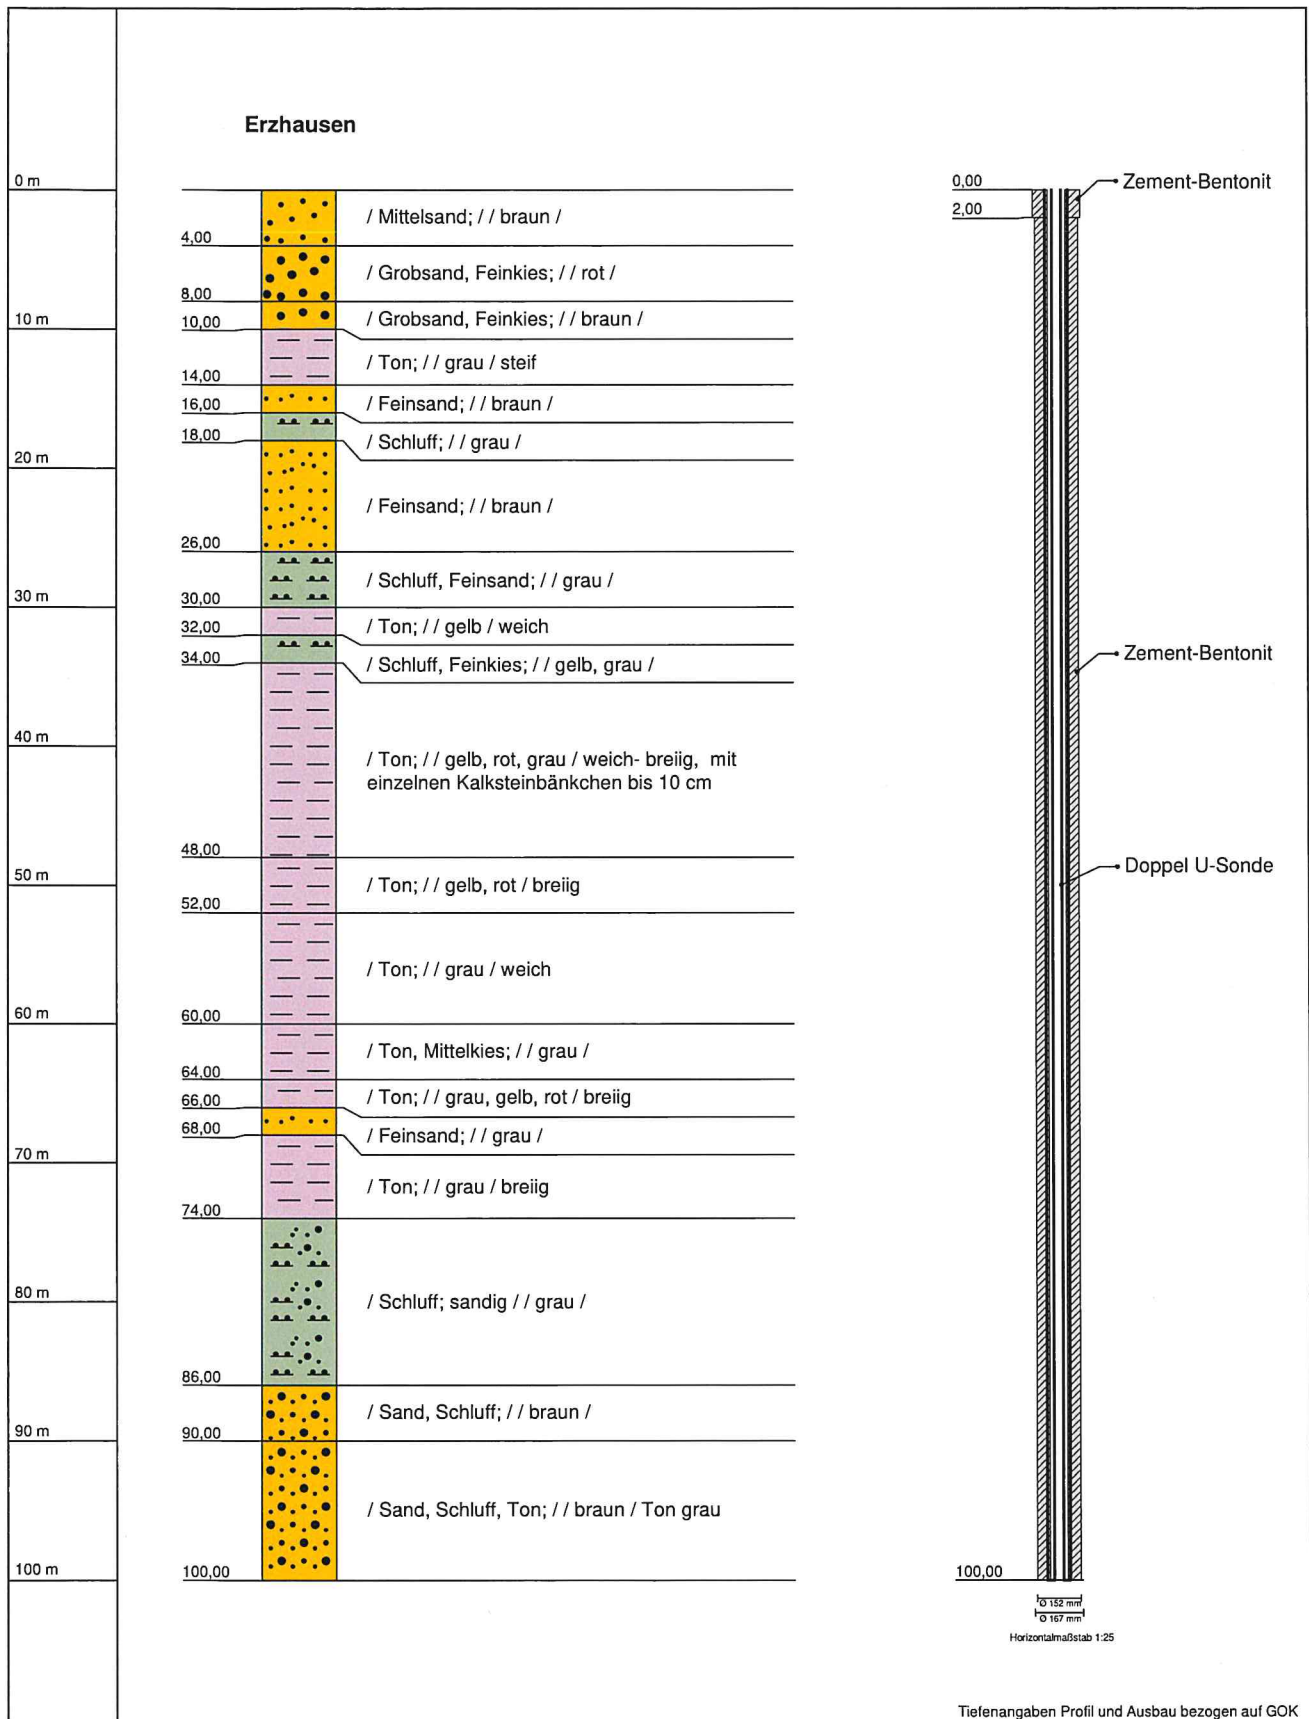 Erzhausen
0 m
10 m
20 m
30 m
40 m
50 m
60 m
70 m
80 m
90 m
100 m
/ Mittelsand; / / braun /
4,00
/ Grobsand, Feinkies; / / rot /
8,00
/ Grobsand, Feinkies; / / braun /
10,00
/ Ton; / / grau / steif
14,00
/ Feinsand; / / braun /
16,00
/ Schluff; / / grau /
18,00
/ Feinsand; / / braun /
26,00
/ Schluff, Feinsand; / / grau /
30,00
/ Ton; / / gelb / weich
32,00
/ Schluff, Feinkies; / / gelb, grau /
34,00
/ Ton; / / gelb, rot, grau / weich- breiig, mit
einzelnen Kalksteinbänkchen bis 10 cm
48,00
/ Ton; / / gelb, rot / breiig
52,00
/ Ton; / / grau / weich
60,00
/ Ton, Mittelkies; / / grau /
64,00
/ Ton; / / grau, gelb, rot / breiig
66,00
/ Feinsand; / / grau /
68,00
/ Ton; / / grau / breiig
74,00
/ Schluff; sandig / / grau /
86,00
/ Sand, Schluff; / / braun /
90,00
/ Sand, Schluff, Ton; / / braun / Ton grau
100,00
0,00
Zement-Bentonit
2,00
Zement-Bentonit
Doppel U-Sonde
100,00
Ø 152 mm
Ø 167 mm
Horizontalmaßstab 1:25
Tiefenangaben Profil und Ausbau bezogen auf GOK